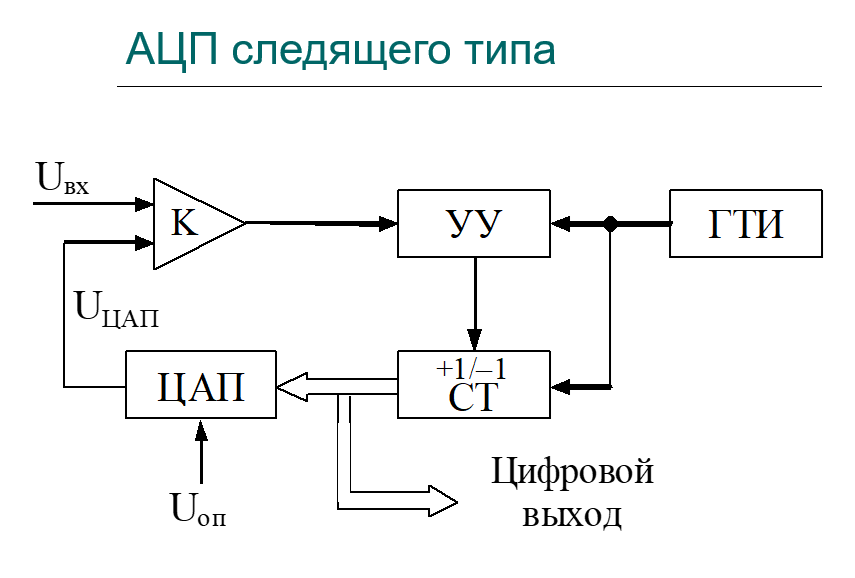 АЦП следящего типа
Uвх
K
УУ
ГТИ
UЦАП
ЦАП
+1/–1
СТ
Uоп
Цифровой
выход